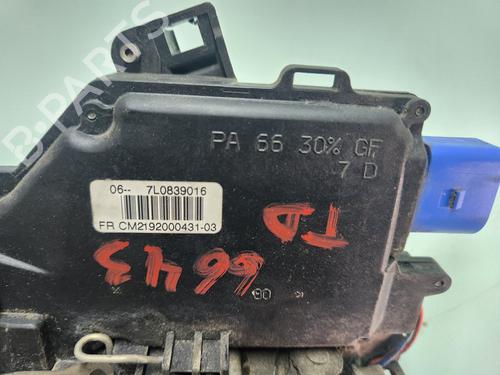 B-PARTS
PA 66 30% GF
7 D
06-- 7L0839016
FR CM2192000431-03
TD
6643